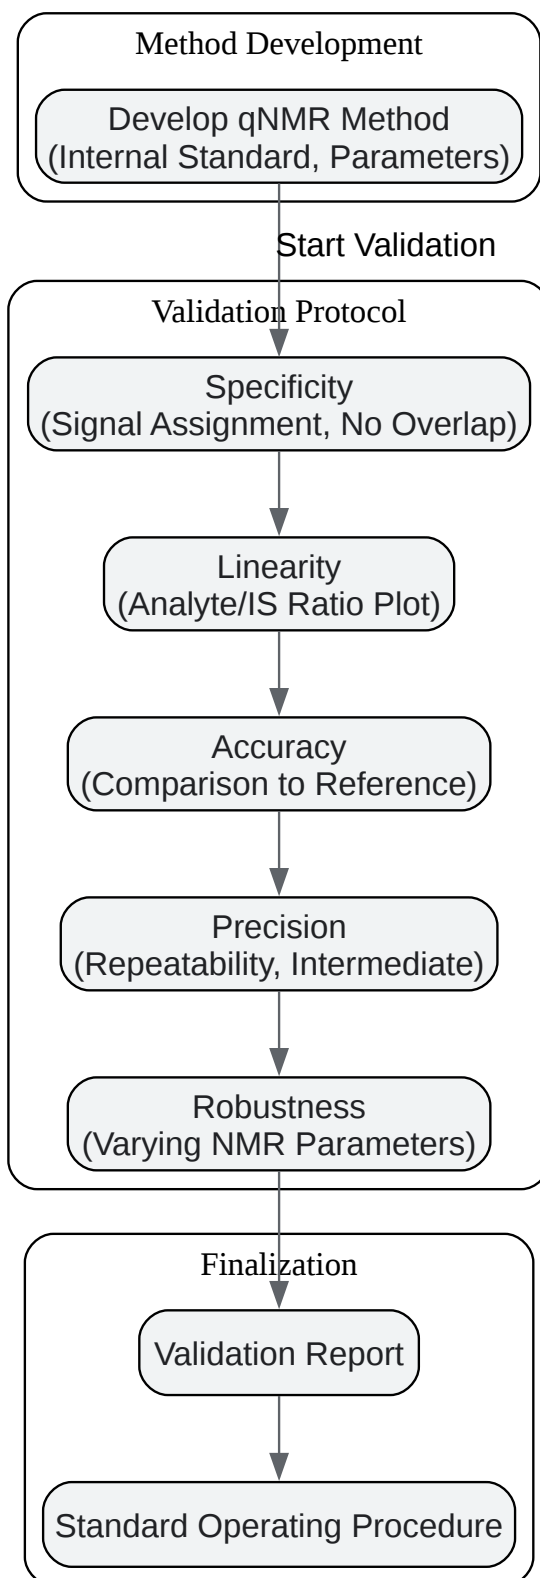 Method Development
Develop qNMR Method
(Internal Standard, Parameters)
Start Validation
Validation Protocol
Specificity
(Signal Assignment, No Overlap)
Linearity
(Analyte/IS Ratio Plot)
Accuracy
(Comparison to Reference)
Precision
(Repeatability, Intermediate)
Robustness
(Varying NMR Parameters)
Finalization
Validation Report
Standard Operating Procedure